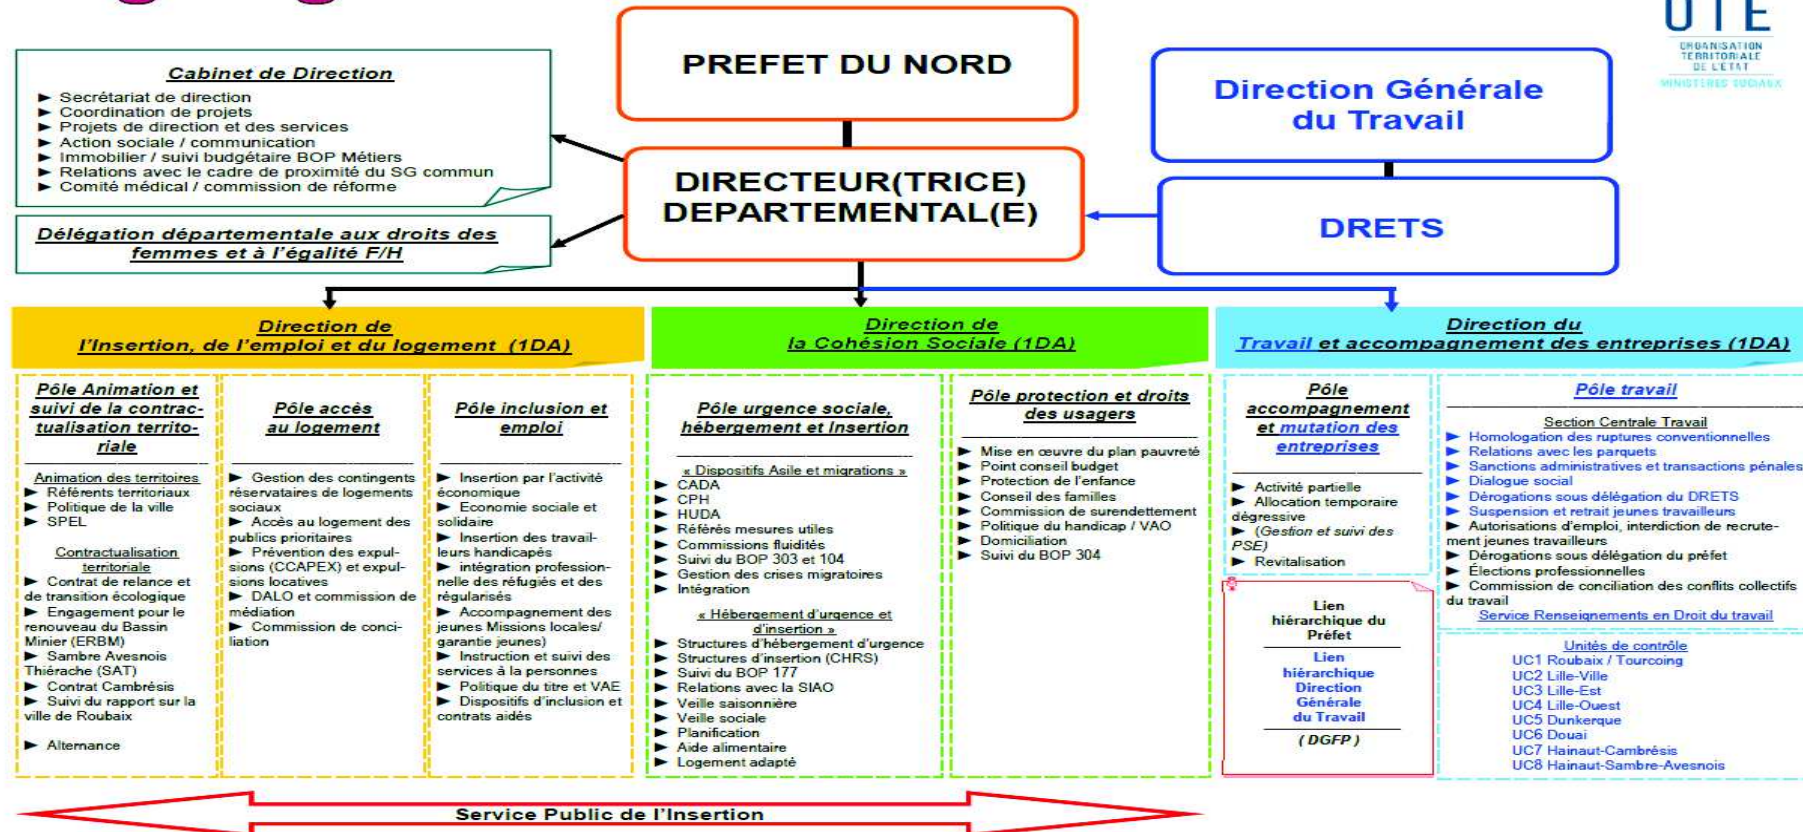 UTE
ORGANISATION
TERRITORIALE
DE L'ÉTAT
MINISTERES SOCIAUX
PREFET DU NORD
Direction Générale
du Travail
Cabinet de Direction
► Secrétariat de direction
► Coordination de projets
► Projets de direction et des services
► Action sociale / communication
► Immobilier / suivi budgétaire BOP Métiers
► Relations avec le cadre de proximité du SG commun
► Comité médical / commission de réforme
DIRECTEUR(TRICE)
DEPARTEMENTAL(E)
DRETS
Délégation départementale aux droits des
femmes et à l'égalité F/H
Direction de
l'Insertion, de l'emploi et du logement (1DA)
Direction de
la Cohésion Sociale (1DA)
Direction du
Travail et accompagnement des entreprises (1DA)
Pôle Animation et
suivi de la contrac-
tualisation territo-
riale
Animation des territoires
► Référents territoriaux
► Politique de la ville
► SPEL
Contractualisation
territoriale
► Contrat de relance et
de transition écologique
► Engagement pour le
renouveau du Bassin
Minier (ERBM)
► Sambre Avesnois
Thiérache (SAT)
► Contrat Cambrésis
► Suivi du rapport sur la
ville de Roubaix
► Alternance
Pôle accès
au logement
► Gestion des contingents
réservataires de logements
sociaux
► Accès au logement des
publics prioritaires
► Prévention des expul-
sions (CCAPEX) et expul-
sions locatives
► DALO et commission de
médiation
► Commission de conci-
liation
Pôle inclusion et
emploi
► Insertion par l'activité
économique
► Economie sociale et
solidaire
► Insertion des travail-
leurs handicapés
► intégration profession-
nelle des réfugiés et des
régularisés
► Accompagnement des
jeunes Missions locales/
garantie jeunes)
► Instruction et suivi des
services à la personnes
► Politique du titre et VAE
► Dispositifs d'inclusion et
contrats aidés
Pôle urgence sociale,
hébergement et Insertion
« Dispositifs Asile et migrations »
► CADA
► CPH
► HUDA
► Référés mesures utiles
► Commissions fluidités
► Suivi du BOP 303 et 104
► Gestion des crises migratoires
► Intégration
« Hébergement d'urgence et
d'insertion »
► Structures d'hébergement d'urgence
► Structures d'insertion (CHRS)
► Suivi du BOP 177
► Relations avec la SIAO
► Veille saisonnière
► Veille sociale
► Planification
► Aide alimentaire
► Logement adapté
Pôle protection et droits
des usagers
► Mise en œuvre du plan pauvreté
► Point conseil budget
► Protection de l'enfance
► Conseil des familles
► Commission de surendettement
► Politique du handicap / VAO
► Domiciliation
► Suivi du BOP 304
Pôle
accompagnement
et mutation des
entreprises
► Activité partielle
► Allocation temporaire
dégressive
► (Gestion et suivi des
PSE)
► Revitalisation
Lien
hiérarchique du
Préfet
Lien
hiérarchique
Direction
Générale
du Travail
( DGFP )
Pôle travail
Section Centrale Travail
► Homologation des ruptures conventionnelles
► Relations avec les parquets
► Sanctions administratives et transactions pénales
► Dialogue social
► Dérogations sous délégation du DRETS
► Suspension et retrait jeunes travailleurs
► Autorisations d'emploi, interdiction de recrute-
ment jeunes travailleurs
► Dérogations sous délégation du préfet
► Élections professionnelles
► Commission de conciliation des conflits collectifs
du travail
Service Renseignements en Droit du travail
Unités de contrôle
UC1 Roubaix / Tourcoing
UC2 Lille-Ville
UC3 Lille-Est
UC4 Lille-Ouest
UC5 Dunkerque
UC6 Douai
UC7 Hainaut-Cambrésis
UC8 Hainaut-Sambre-Avesnois
Service Public de l'Insertion